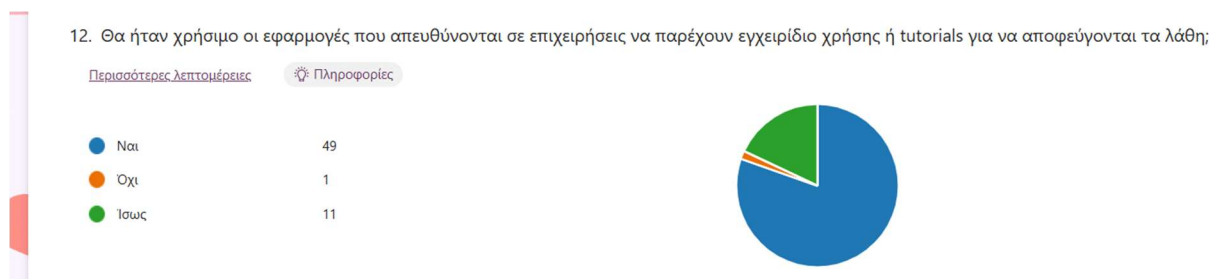 12. Θα ήταν χρήσιμο οι εφαρμογές που απευθύνονται σε επιχειρήσεις να παρέχουν εγχειρίδιο χρήσης ή tutorials για να αποφεύγονται τα λάθη;
Περισσότερες λεπτομέρειες Πληροφορίες
Ναι 49
Όχι 1
Ίσως 11